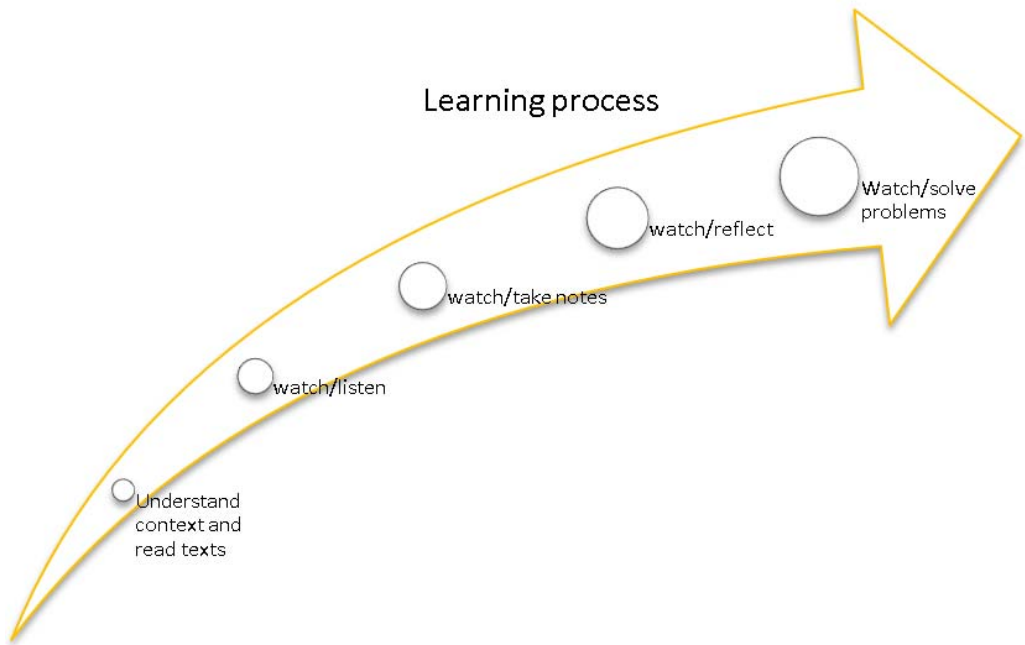 Learning process
Watch/solve
problems
watch/reflect
watch/take notes
watch/listen
Understand
context and
read texts